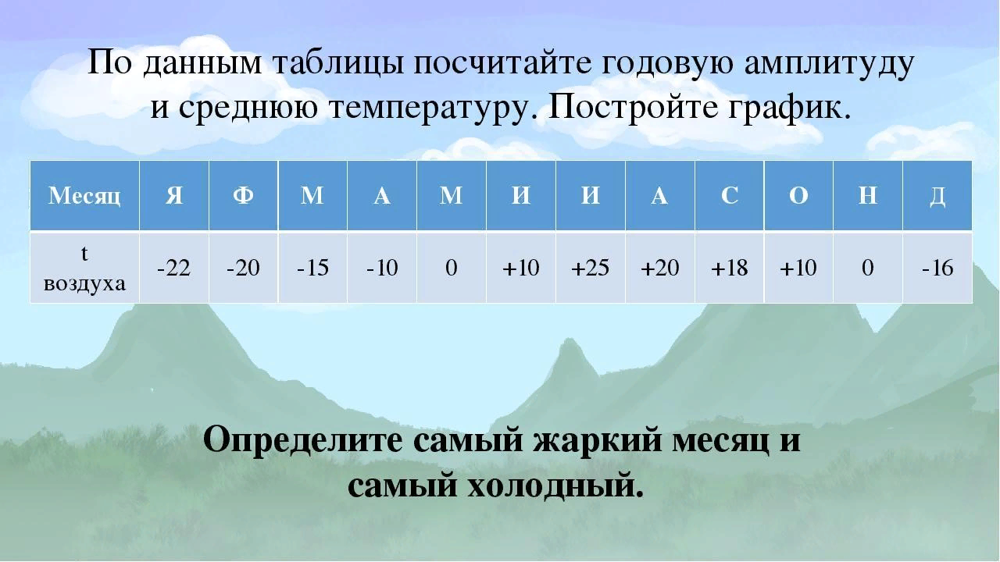 По данным таблицы посчитайте годовую амплитуду
и среднюю температуру. Постройте график.
Месяц Я Ф М А М И И А С О Н Д
t
воздуха -22 -20 -15 -10 0 +10 +25 +20 +18 +10 0 -16
Определите самый жаркий месяц и
самый холодный.